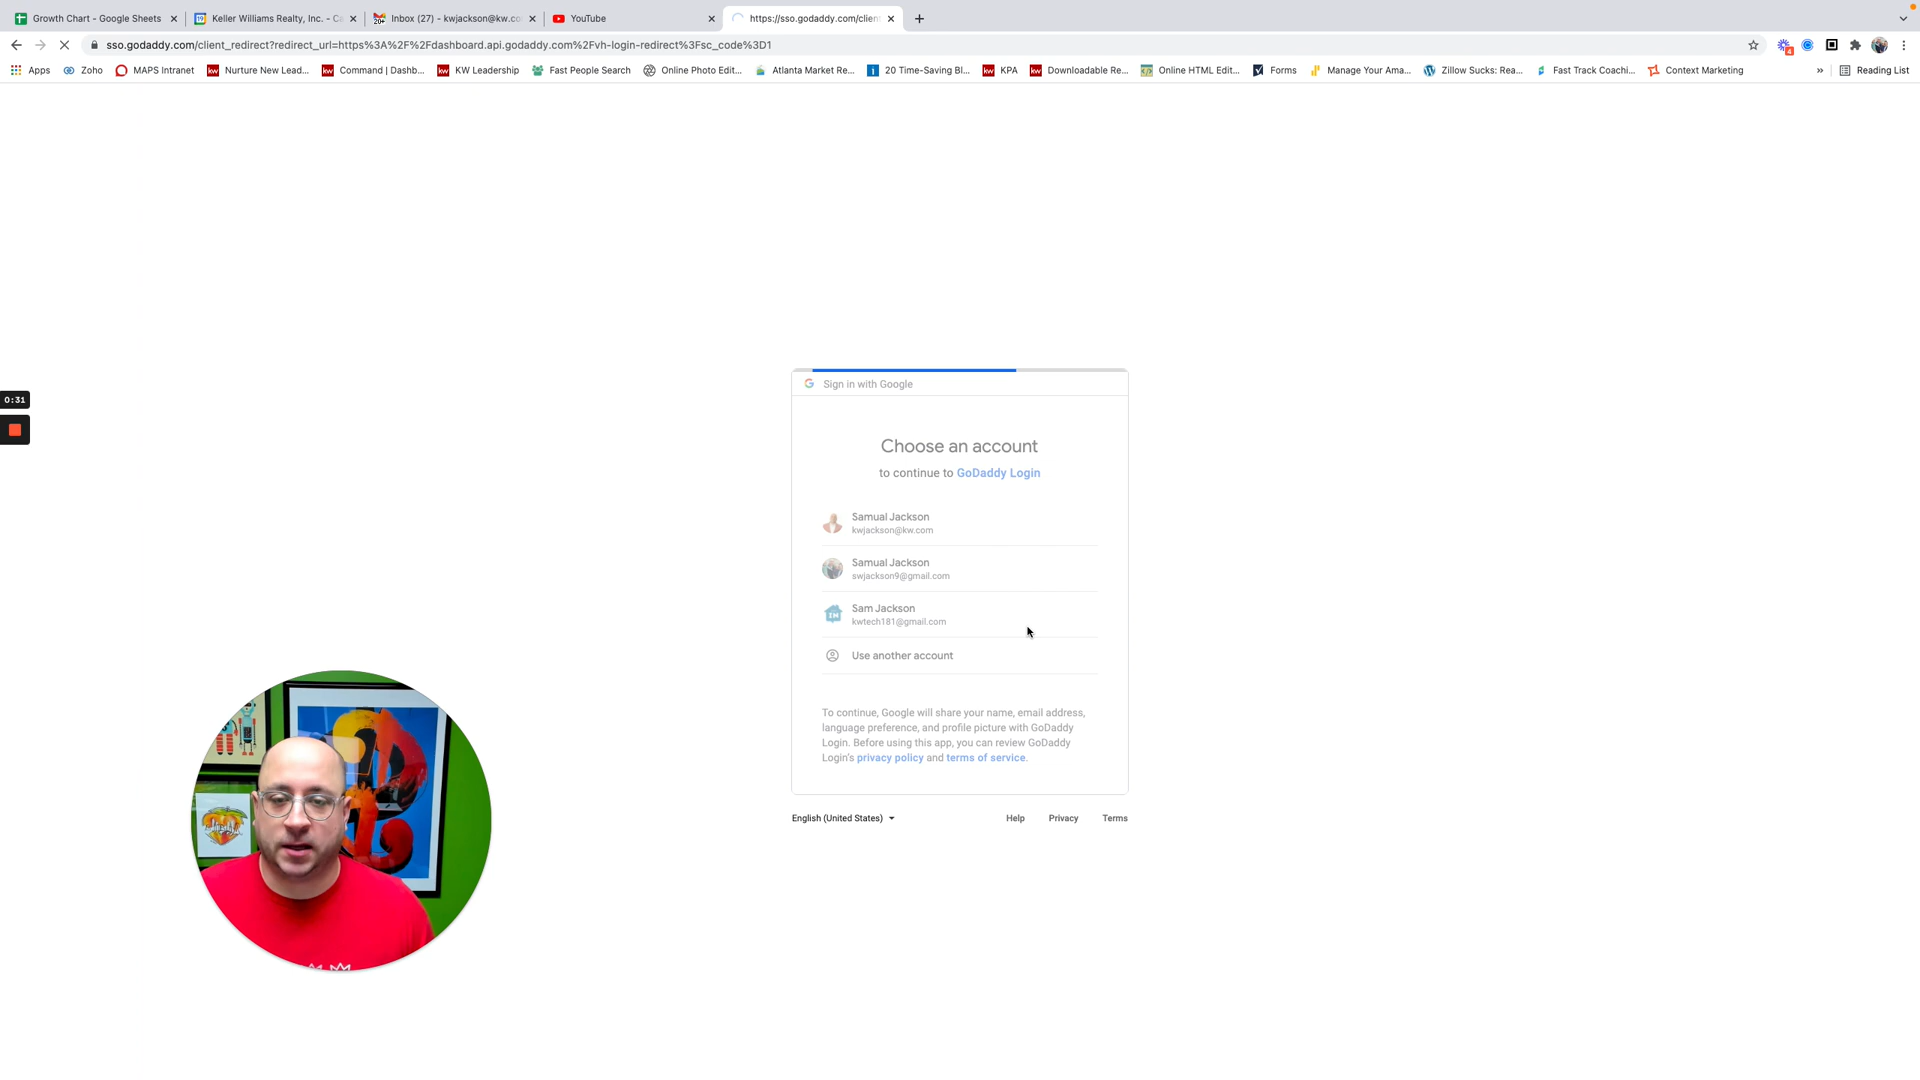 Growth Chart - Google Sheets
Keller Williams Realty, Inc. - Ca
Inbox (27) - kwjackson@kw.co
YouTube
https://sso.godaddy.com/client
sso.godaddy.com/client_redirect?redirect_url=https%3A%2F%2Fdashboard.api.godaddy.com%2Fvh-login-redirect%3Fsc_code%3D1
Apps
Zoho
MAPS Intranet
Nurture New Lead...
Command | Dashb...
KW Leadership
Fast People Search
Online Photo Edit...
Atlanta Market Re...
20 Time-Saving Bl...
KPA
Downloadable Re...
Online HTML Edit...
Forms
Manage Your Ama...
Zillow Sucks: Rea...
Fast Track Coachi...
Context Marketing
»
Reading List
0:31
Sign in with Google
Choose an account
to continue to GoDaddy Login
Samual Jackson
kwjackson@kw.com
Samual Jackson
swjackson9@gmail.com
Sam Jackson
kwtech181@gmail.com
Use another account
To continue, Google will share your name, email address,
language preference, and profile picture with GoDaddy
Login. Before using this app, you can review GoDaddy
Login's privacy policy and terms of service.
English (United States)
Help
Privacy
Terms